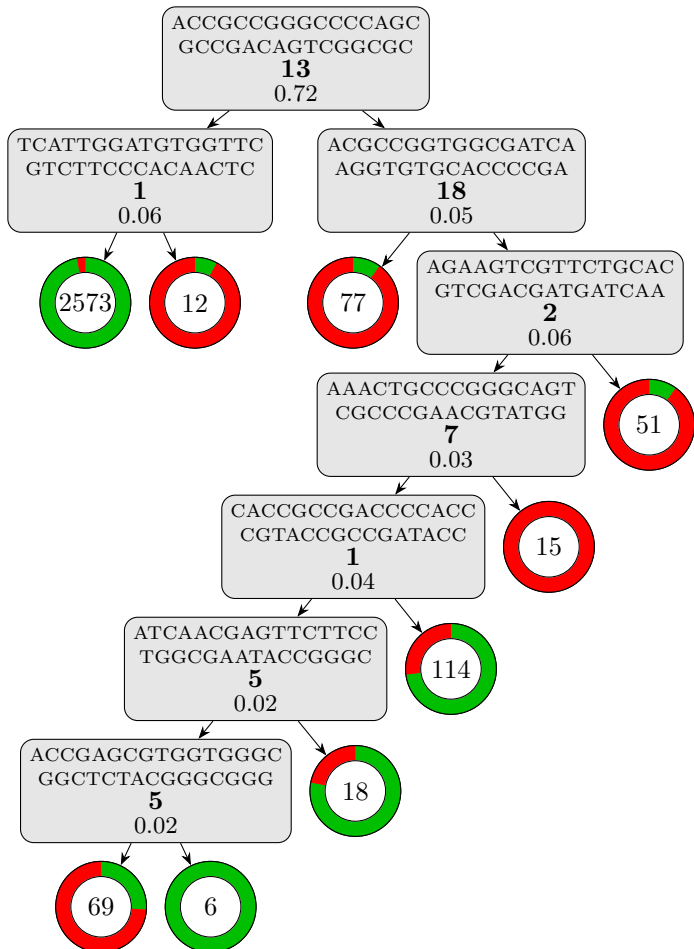 ACCGCCGGGCCCCAGC
GCCGACAGTCGGCGC
13
0.72
TCATTGGATGTGGTTC
GTCTTCCCACAACTC
1
0.06
ACGCCGGTGGCGATCA
AGGTGTGCACCCCGA
18
0.05
2573
12
77
AGAAGTCGTTCTGCAC
GTCGACGATGATCAA
2
0.06
AAACTGCCCGGGCAGT
CGCCCGAACGTATGG
7
0.03
51
CACCGCCGACCCCACC
CGTACCGCCGATACC
1
0.04
15
ATCAACGAGTTCTTCC
TGGCGAATACCGGGC
5
0.02
114
ACCGAGCGTGGTGGGC
GGCTCTACGGGCGGG
5
0.02
18
69
6